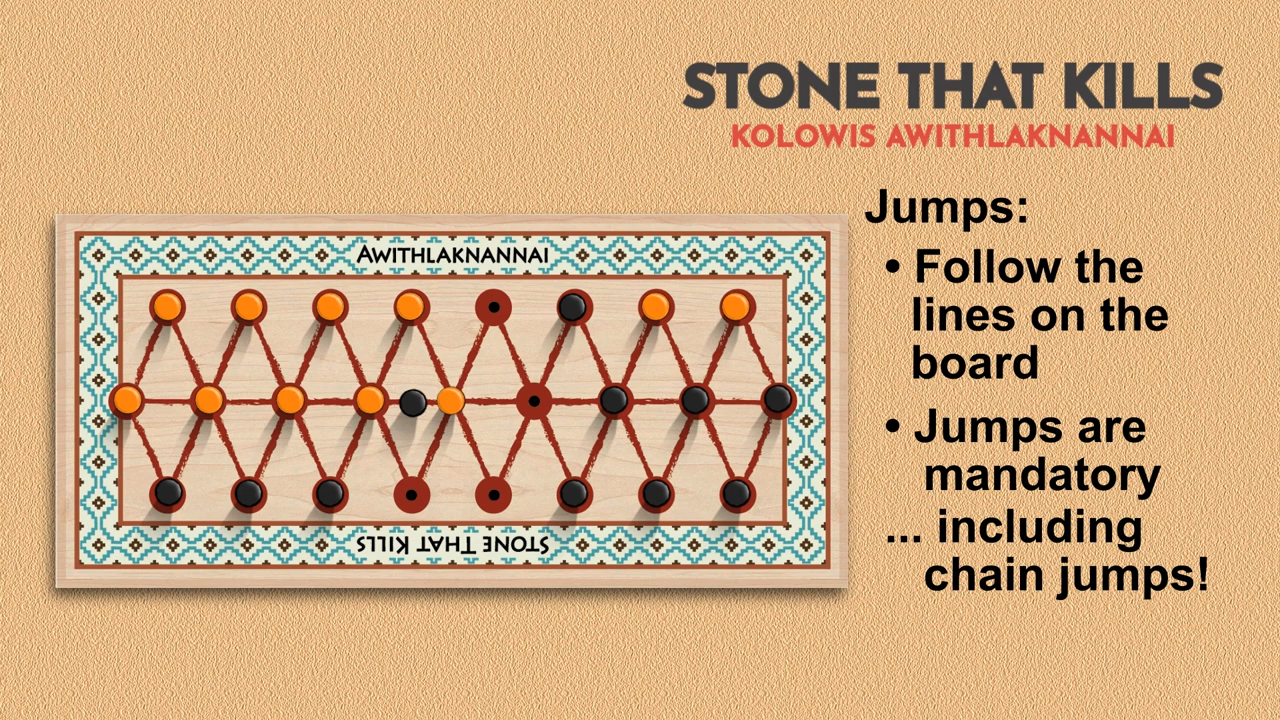 STONE THAT KILLS
KOLOWIS AWITHLAKNANNAI
Jumps:
• Follow the
lines on the
board
• Jumps are
mandatory
... including
chain jumps!
AWITHLAKNANNAI
STONE THAT KILLS